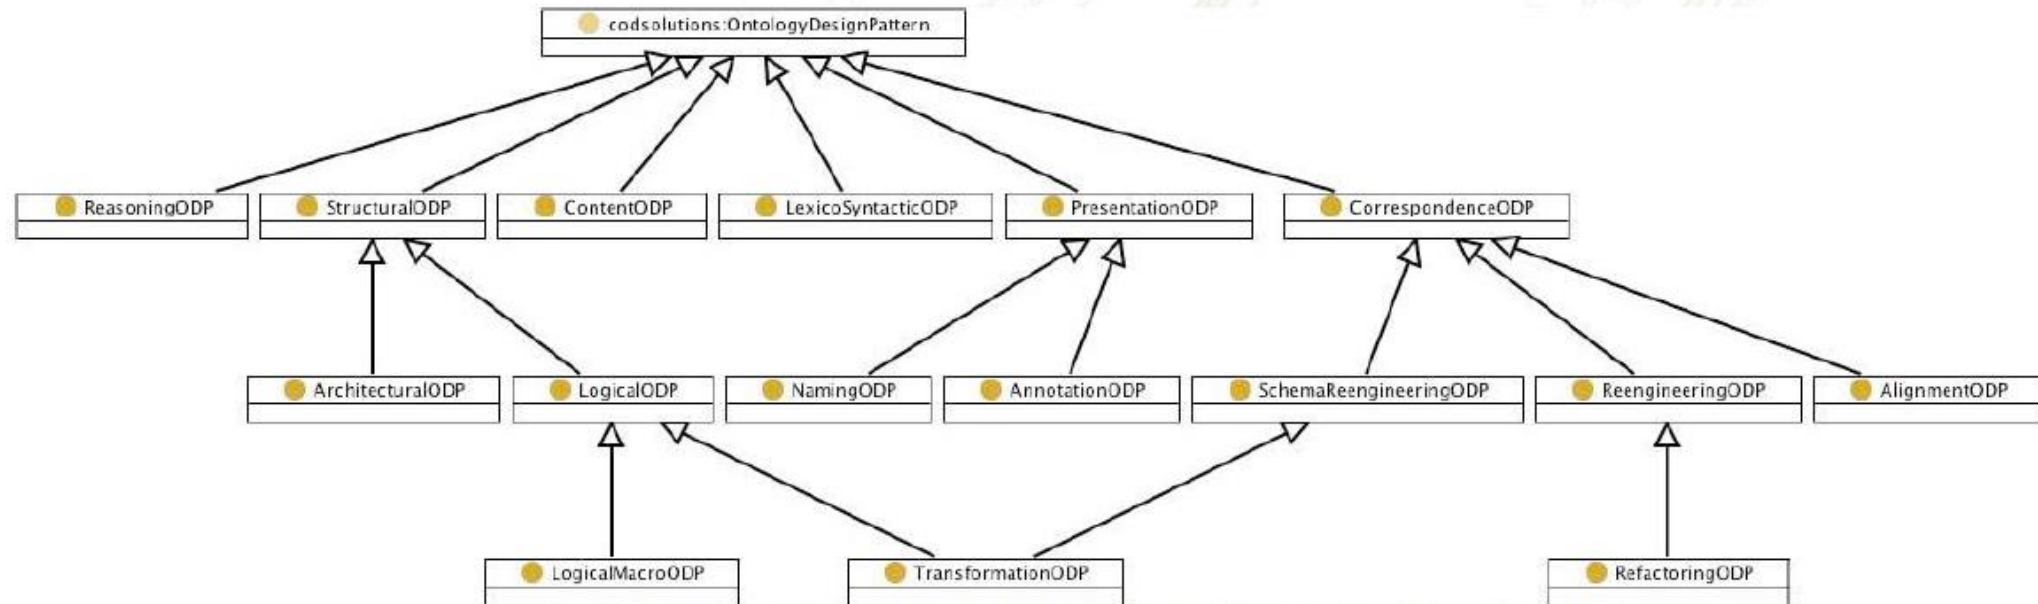 codsolutions:OntologyDesignPattern
ReasoningODP
StructuralODP
ContentODP
LexicoSyntacticODP
PresentationODP
CorrespondenceODP
ArchitecturalODP
LogicalODP
NamingODP
AnnotationODP
SchemaReengineeringODP
ReengineeringODP
AlignmentODP
LogicalMacroODP
TransformationODP
RefactoringODP